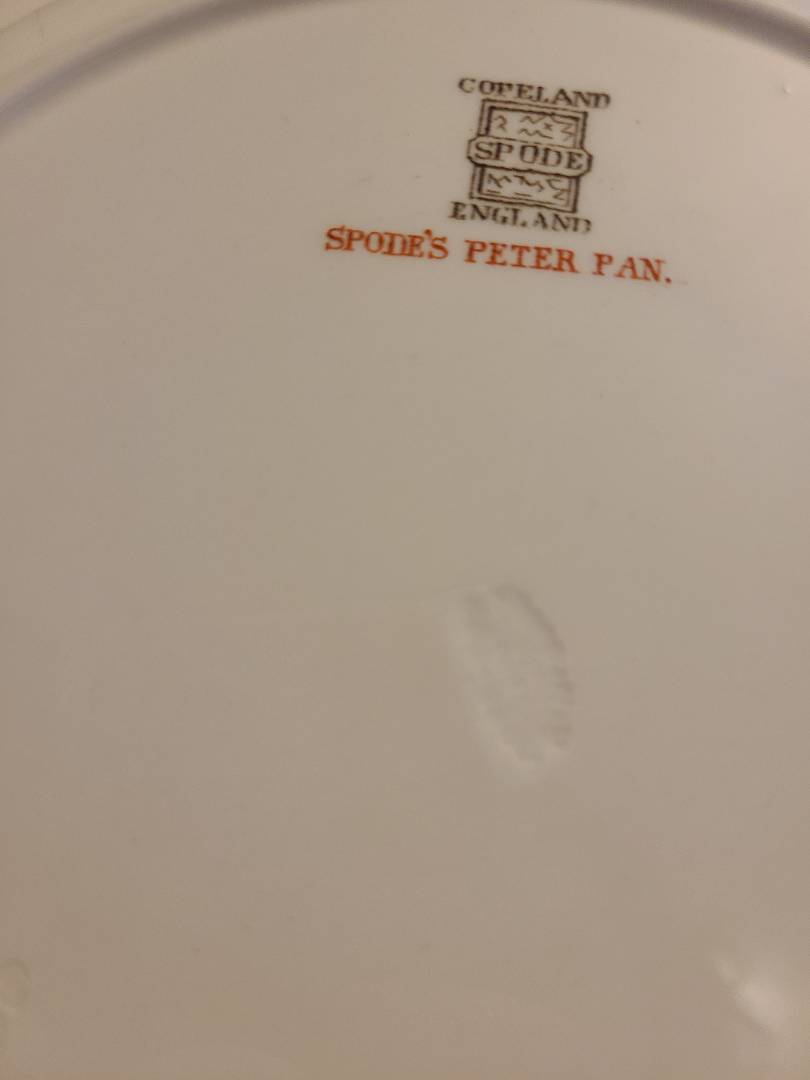 COPELAND
SPODE
ENGLAND
SPODE'S PETER PAN.